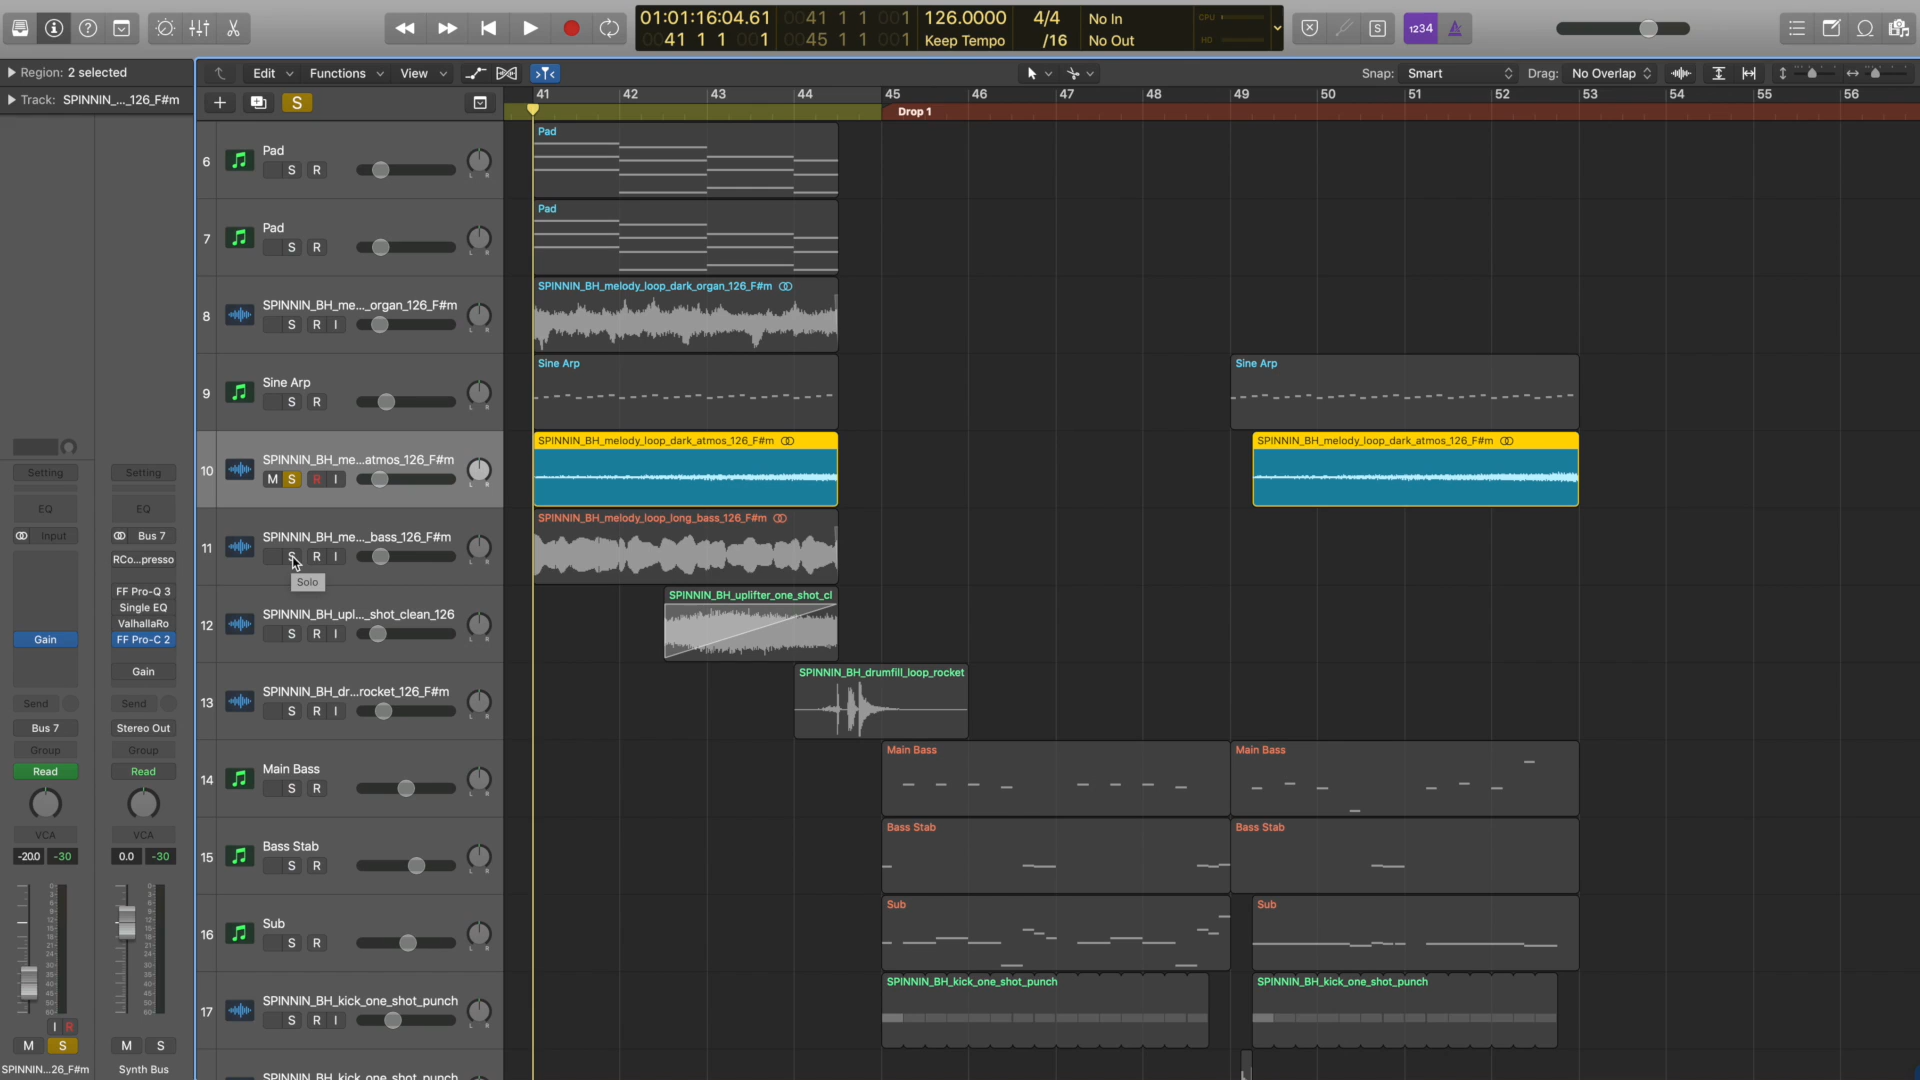 01:01:16:04.61
0041 1 1 001
0041 1 1 001
0045 1 1 001
126.0000
Keep Tempo
4/4
/16
No In
No Out
CPU
HD
1234
S
Region: 2 selected
Track: SPINNIN_..._126_F#m
Edit
Functions
View
Snap: Smart
Drag: No Overlap
S
41 42 43 44 45 46 47 48 49 50 51 52 53 54 55 56
Drop 1
6
Pad
S R
Pad
7
Pad
S R
Pad
8
SPINNIN_BH_me..._organ_126_F#m
S R I
SPINNIN_BH_melody_loop_dark_organ_126_F#m
9
Sine Arp
S R
Sine Arp
Sine Arp
10
SPINNIN_BH_me...atmos_126_F#m
M S R I
SPINNIN_BH_melody_loop_dark_atmos_126_F#m
SPINNIN_BH_melody_loop_dark_atmos_126_F#m
11
SPINNIN_BH_me..._bass_126_F#m
S R I
Solo
SPINNIN_BH_melody_loop_long_bass_126_F#m
12
SPINNIN_BH_upl..._shot_clean_126
S R I
SPINNIN_BH_uplifter_one_shot_cl
13
SPINNIN_BH_dr...rocket_126_F#m
S R I
SPINNIN_BH_drumfill_loop_rocket
14
Main Bass
S R
Main Bass
Main Bass
15
Bass Stab
S R
Bass Stab
Bass Stab
16
Sub
S R
Sub
Sub
17
SPINNIN_BH_kick_one_shot_punch
S R I
SPINNIN_BH_kick_one_shot_punch
SPINNIN_BH_kick_one_shot_punch
SPINNIN_BH_kick_one_shot_punch
Setting
EQ
Input
Gain
Send
Bus 7
Group
Read
VCA
-20.0 -30
I R
M S
SPINNIN...26_F#m
Setting
EQ
Bus 7
RCo...presso
FF Pro-Q 3
Single EQ
ValhallaRo
FF Pro-C 2
Gain
Send
Stereo Out
Group
Read
VCA
0.0 -30
M S
Synth Bus